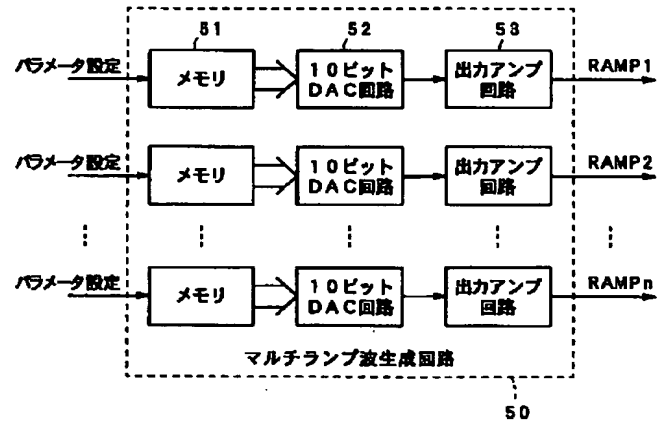 51 52 53
パラメータ設定 メモリ 10ビット 出力アンプ RAMP1
DAC回路 回路
パラメータ設定 メモリ 10ビット 出力アンプ RAMP2
DAC回路 回路
パラメータ設定 メモリ 10ビット 出力アンプ RAMPn
DAC回路 回路
マルチランプ波生成回路
50